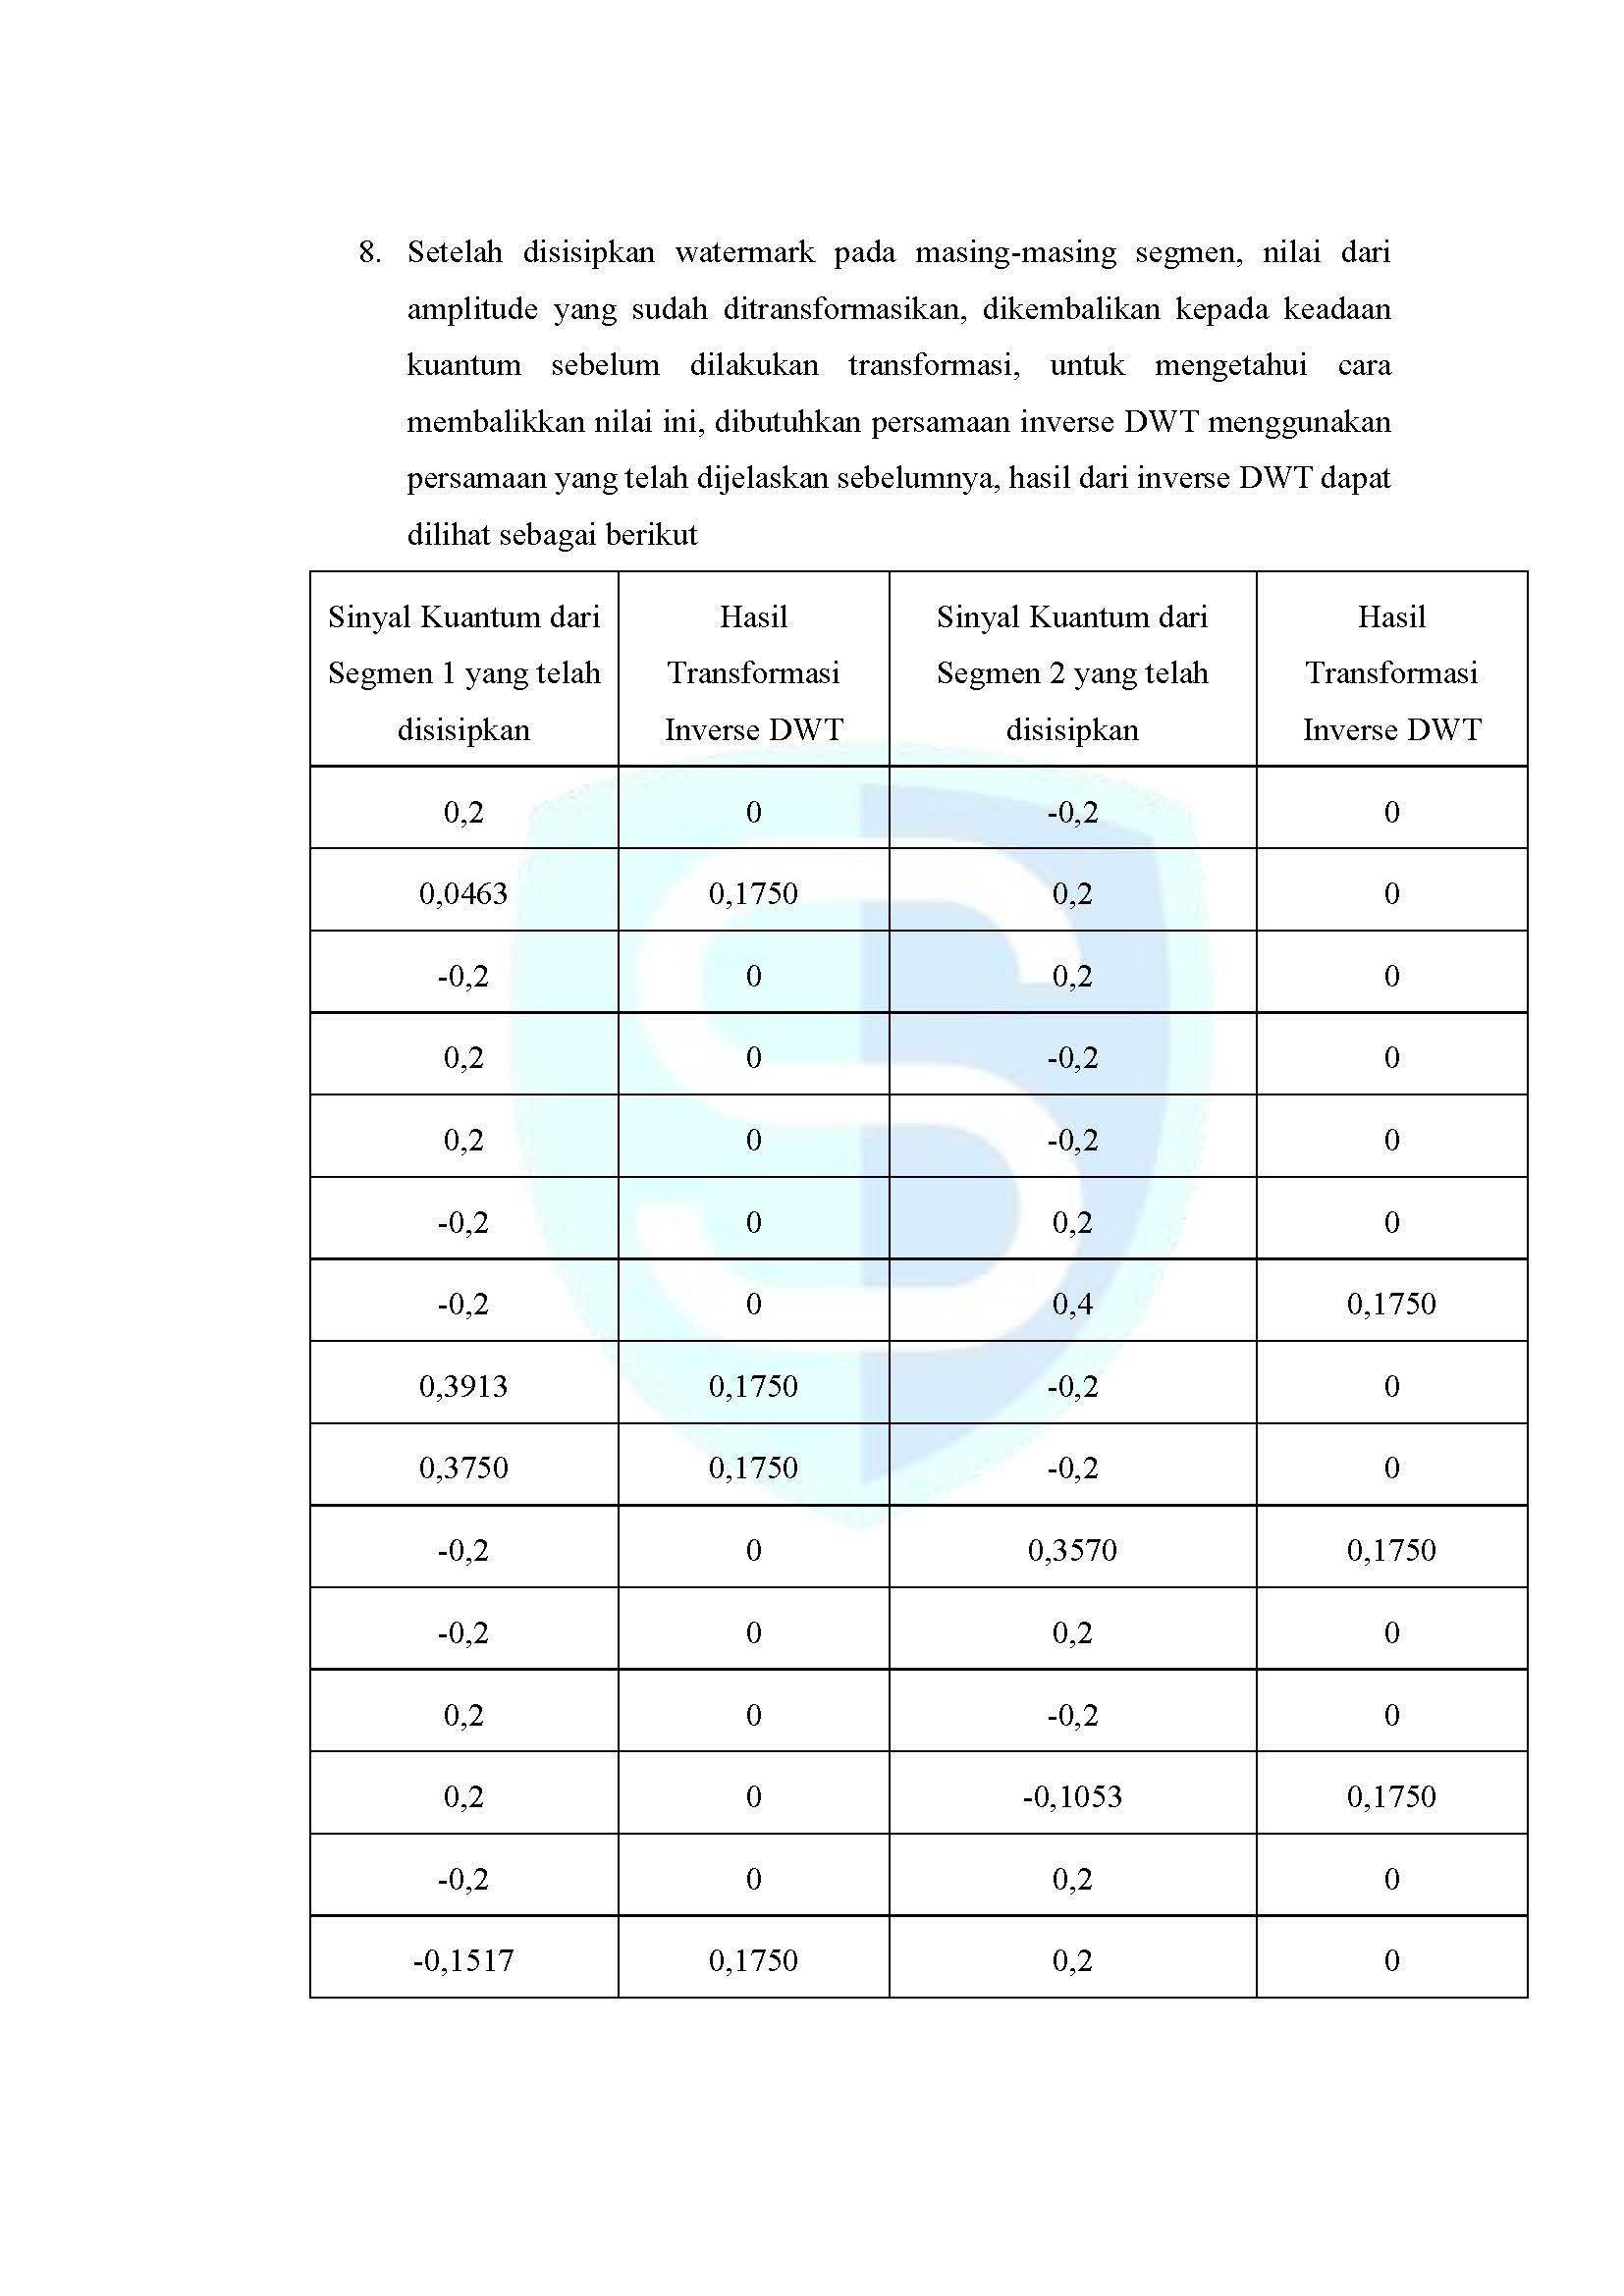 8. Setelah disisipkan watermark pada masing-masing segmen, nilai dari
amplitude yang sudah ditransformasikan, dikembalikan kepada keadaan
kuantum sebelum dilakukan transformasi, untuk mengetahui cara
membalikkan nilai ini, dibutuhkan persamaan inverse DWT menggunakan
persamaan yang telah dijelaskan sebelumnya, hasil dari inverse DWT dapat
dilihat sebagai berikut
Sinyal Kuantum dari Hasil Sinyal Kuantum dari Hasil
Segmen 1 yang telah Transformasi Segmen 2 yang telah Transformasi
disisipkan Inverse DWT disisipkan Inverse DWT
0,2 0 -0,2 0
0,0463 0,1750 0,2 0
-0,2 0 0,2 0
0,2 0 -0,2 0
0,2 0 -0,2 0
-0,2 0 0,2 0
-0,2 0 0,4 0,1750
0,3913 0,1750 -0,2 0
0,3750 0,1750 -0,2 0
-0,2 0 0,3570 0,1750
-0,2 0 0,2 0
0,2 0 -0,2 0
0,2 0 -0,1053 0,1750
-0,2 0 0,2 0
-0,1517 0,1750 0,2 0